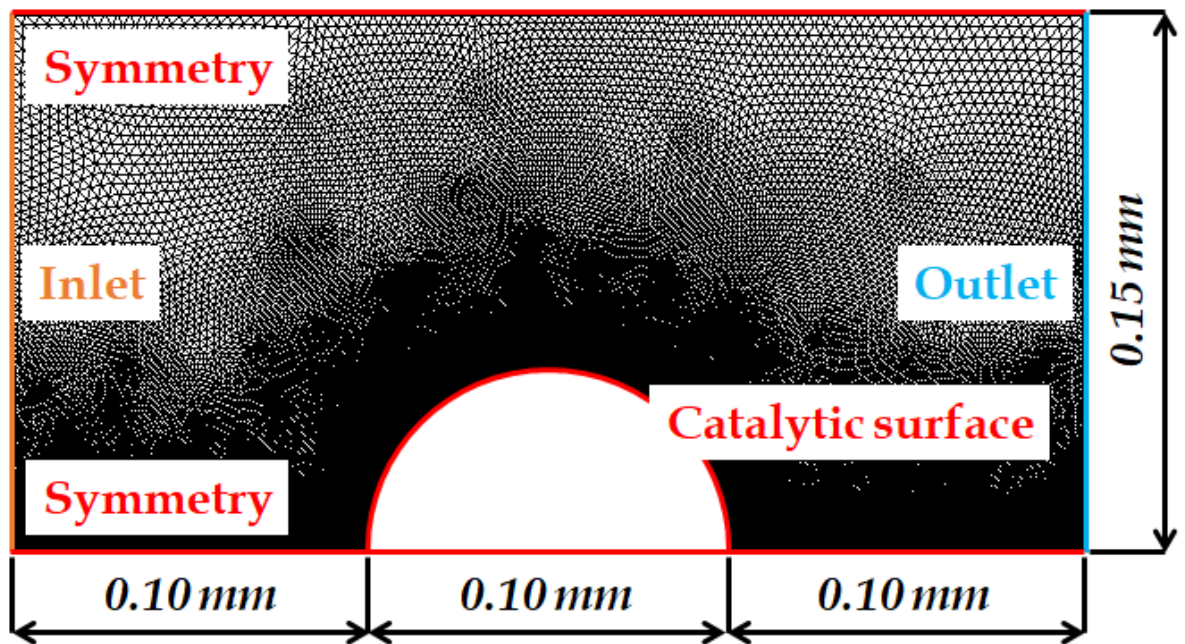 Symmetry
Inlet
Outlet
0.15 mm
Catalytic surface
Symmetry
0.10 mm
0.10 mm
0.10 mm